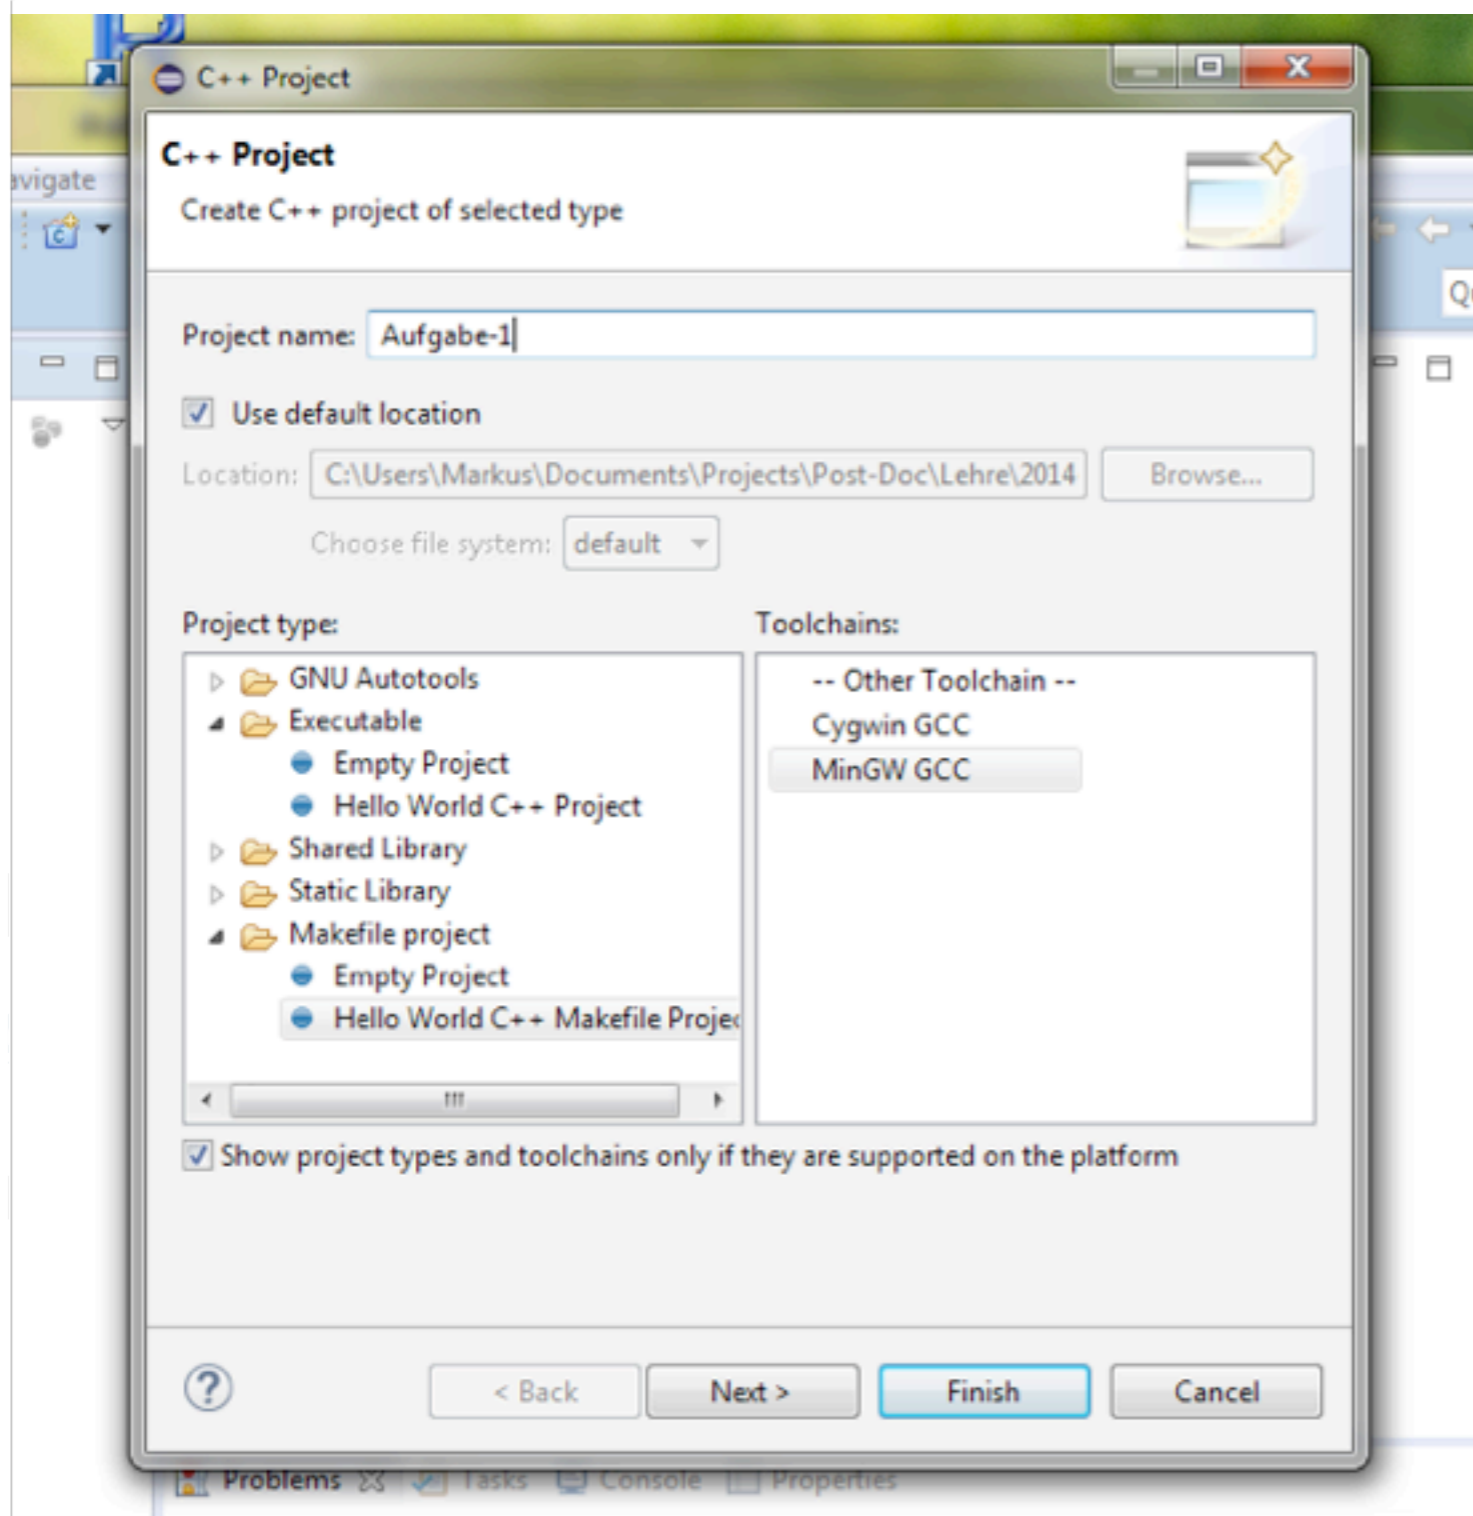 C++ Project
C++ Project
Create C++ project of selected type
avigate
Project name: Aufgabe-1
Use default location
Location: C:\Users\Markus\Documents\Projects\Post-Doc\Lehre\2014 Browse...
Choose file system: default
Project type:
GNU Autotools
Executable
Empty Project
Hello World C++ Project
Shared Library
Static Library
Makefile project
Empty Project
Hello World C++ Makefile Projec
Toolchains:
-- Other Toolchain --
Cygwin GCC
MinGW GCC
Show project types and toolchains only if they are supported on the platform
< Back Next > Finish Cancel
Problems Tasks Console Properties